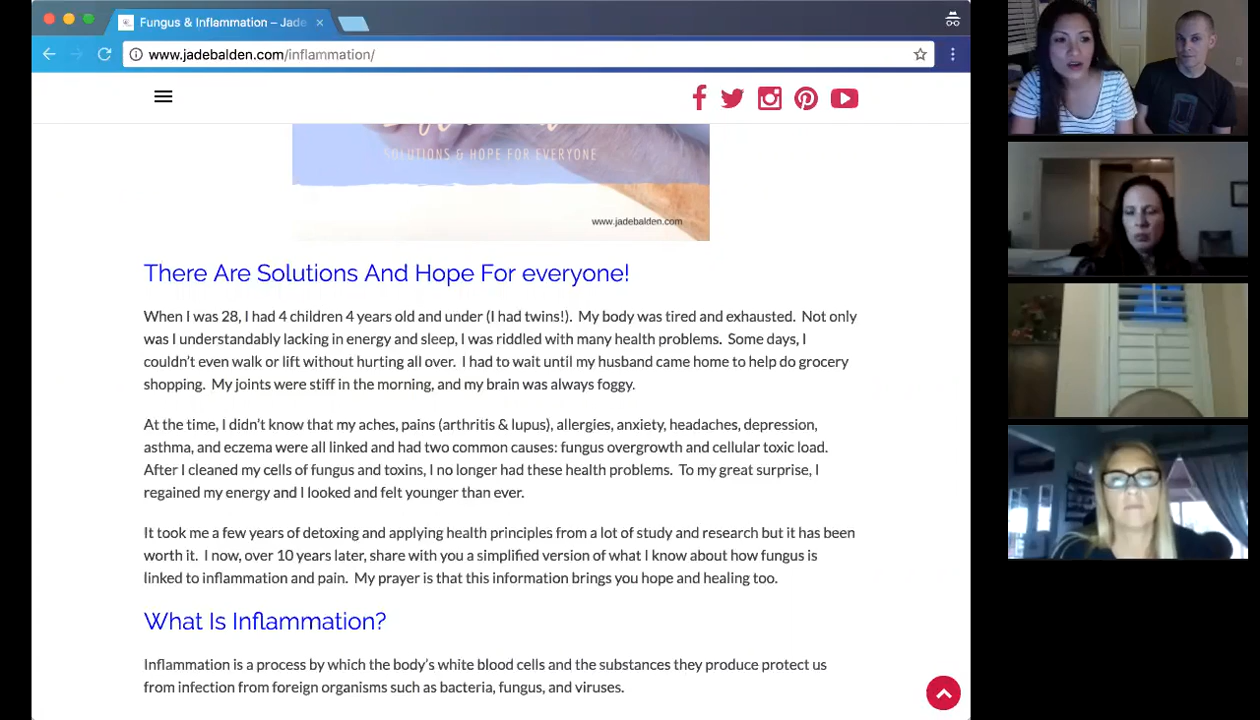 Fungus & Inflammation – Jade
www.jadebalden.com/inflammation/
SOLUTIONS & HOPE FOR EVERYONE
www.jadebalden.com
There Are Solutions And Hope For everyone!
When I was 28, I had 4 children 4 years old and under (I had twins!).  My body was tired and exhausted.  Not only
was I understandably lacking in energy and sleep, I was riddled with many health problems.  Some days, I
couldn't even walk or lift without hurting all over.  I had to wait until my husband came home to help do grocery
shopping.  My joints were stiff in the morning, and my brain was always foggy.
At the time, I didn't know that my aches, pains (arthritis & lupus), allergies, anxiety, headaches, depression,
asthma, and eczema were all linked and had two common causes: fungus overgrowth and cellular toxic load.
After I cleaned my cells of fungus and toxins, I no longer had these health problems.  To my great surprise, I
regained my energy and I looked and felt younger than ever.
It took me a few years of detoxing and applying health principles from a lot of study and research but it has been
worth it.  I now, over 10 years later, share with you a simplified version of what I know about how fungus is
linked to inflammation and pain.  My prayer is that this information brings you hope and healing too.
What Is Inflammation?
Inflammation is a process by which the body's white blood cells and the substances they produce protect us
from infection from foreign organisms such as bacteria, fungus, and viruses.